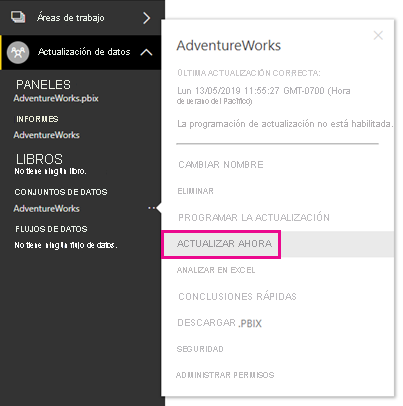 Áreas de trabajo
Actualización de datos
PANELES
AdventureWorks.pbix
INFORMES
AdventureWorks
LIBROS
No tiene ningún libro.
CONJUNTOS DE DATOS
AdventureWorks
FLUJOS DE DATOS
No tiene ningún flujo de datos.
AdventureWorks
ÚLTIMA ACTUALIZACIÓN CORRECTA:
Lun 13/05/2019 11:55:27 GMT-0700 (Hora
de verano del Pacífico)
La programación de actualización no está habilitada.
CAMBIAR NOMBRE
ELIMINAR
PROGRAMAR LA ACTUALIZACIÓN
ACTUALIZAR AHORA
ANALIZAR EN EXCEL
CONCLUSIONES RÁPIDAS
DESCARGAR .PBIX
SEGURIDAD
ADMINISTRAR PERMISOS